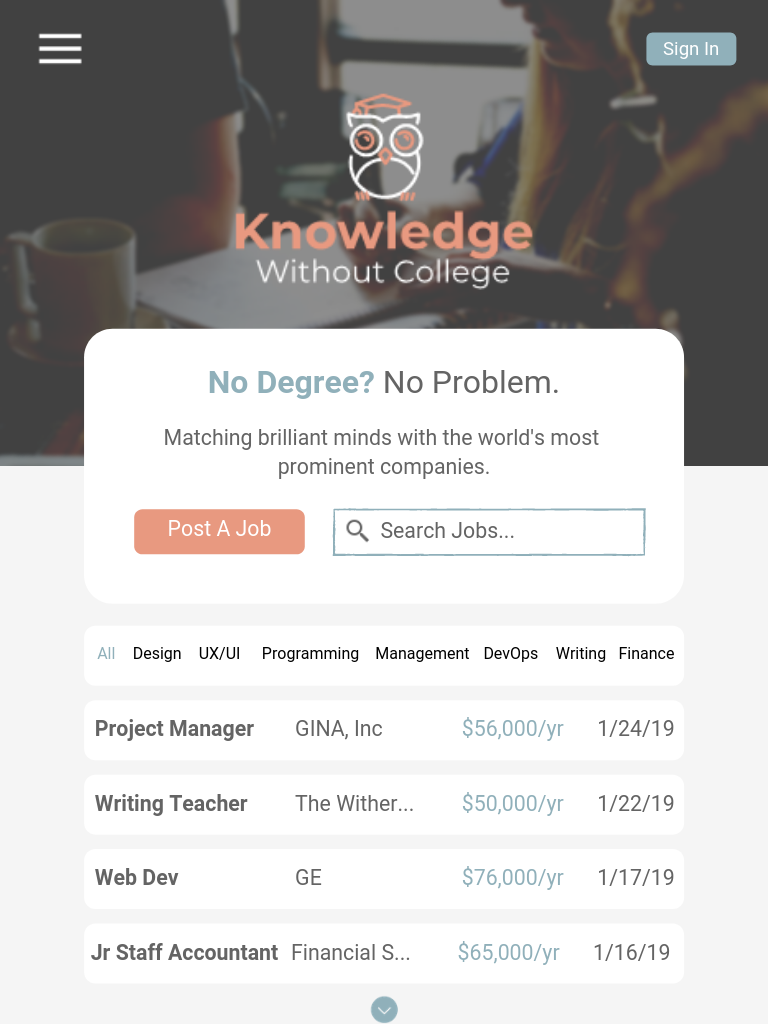 Sign In
Knowledge
Without College
No Degree? No Problem.
Matching brilliant minds with the world's most
prominent companies.
Post A Job
Search Jobs...
All Design UX/UI Programming Management DevOps Writing Finance
Project Manager GINA, Inc $56,000/yr 1/24/19
Writing Teacher The Wither... $50,000/yr 1/22/19
Web Dev GE $76,000/yr 1/17/19
Jr Staff Accountant Financial S... $65,000/yr 1/16/19